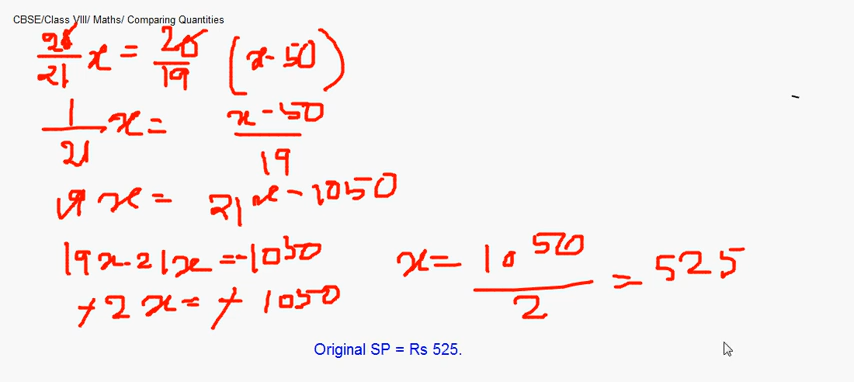 CBSE/Class VIII/ Maths/ Comparing Quantities
20/21 x = 20/19 (x-50)
1/21 x = x-50/19
19x = 21x-1050
19x-21x=-1050
-2x=-1050
x= 1050/2 = 525
Original SP = Rs 525.